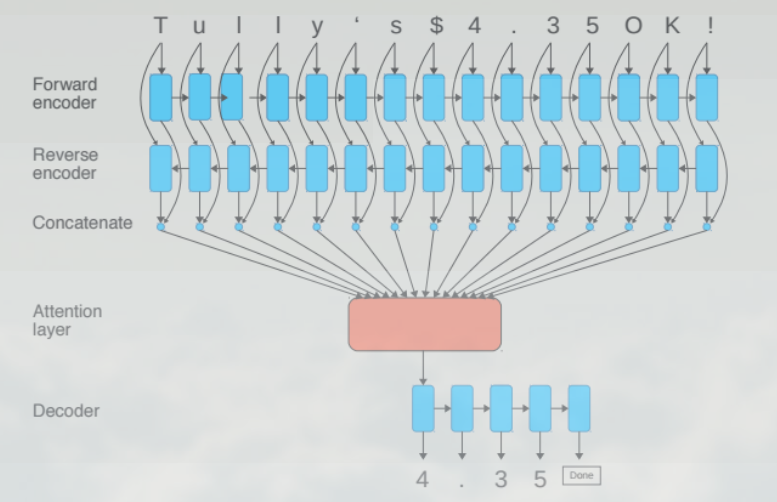 T u l l y ‘ s $ 4 . 3 5 O K !
Forward
encoder
Reverse
encoder
Concatenate
Attention
layer
Decoder
4 . 3 5 Done